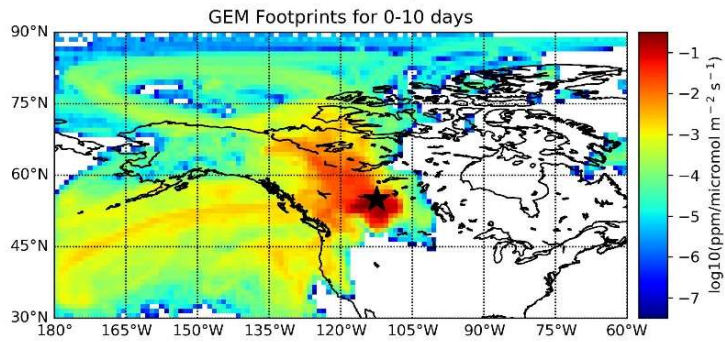 GEM Footprints for 0-10 days
90°N
75°N
60°N
45°N
30°N
180° 165°W 150°W 135°W 120°W 105°W 90°W 75°W 60°W
−1
−2
−3
−4
−5
−6
−7
log10(ppm/micromol m⁻² s⁻¹)